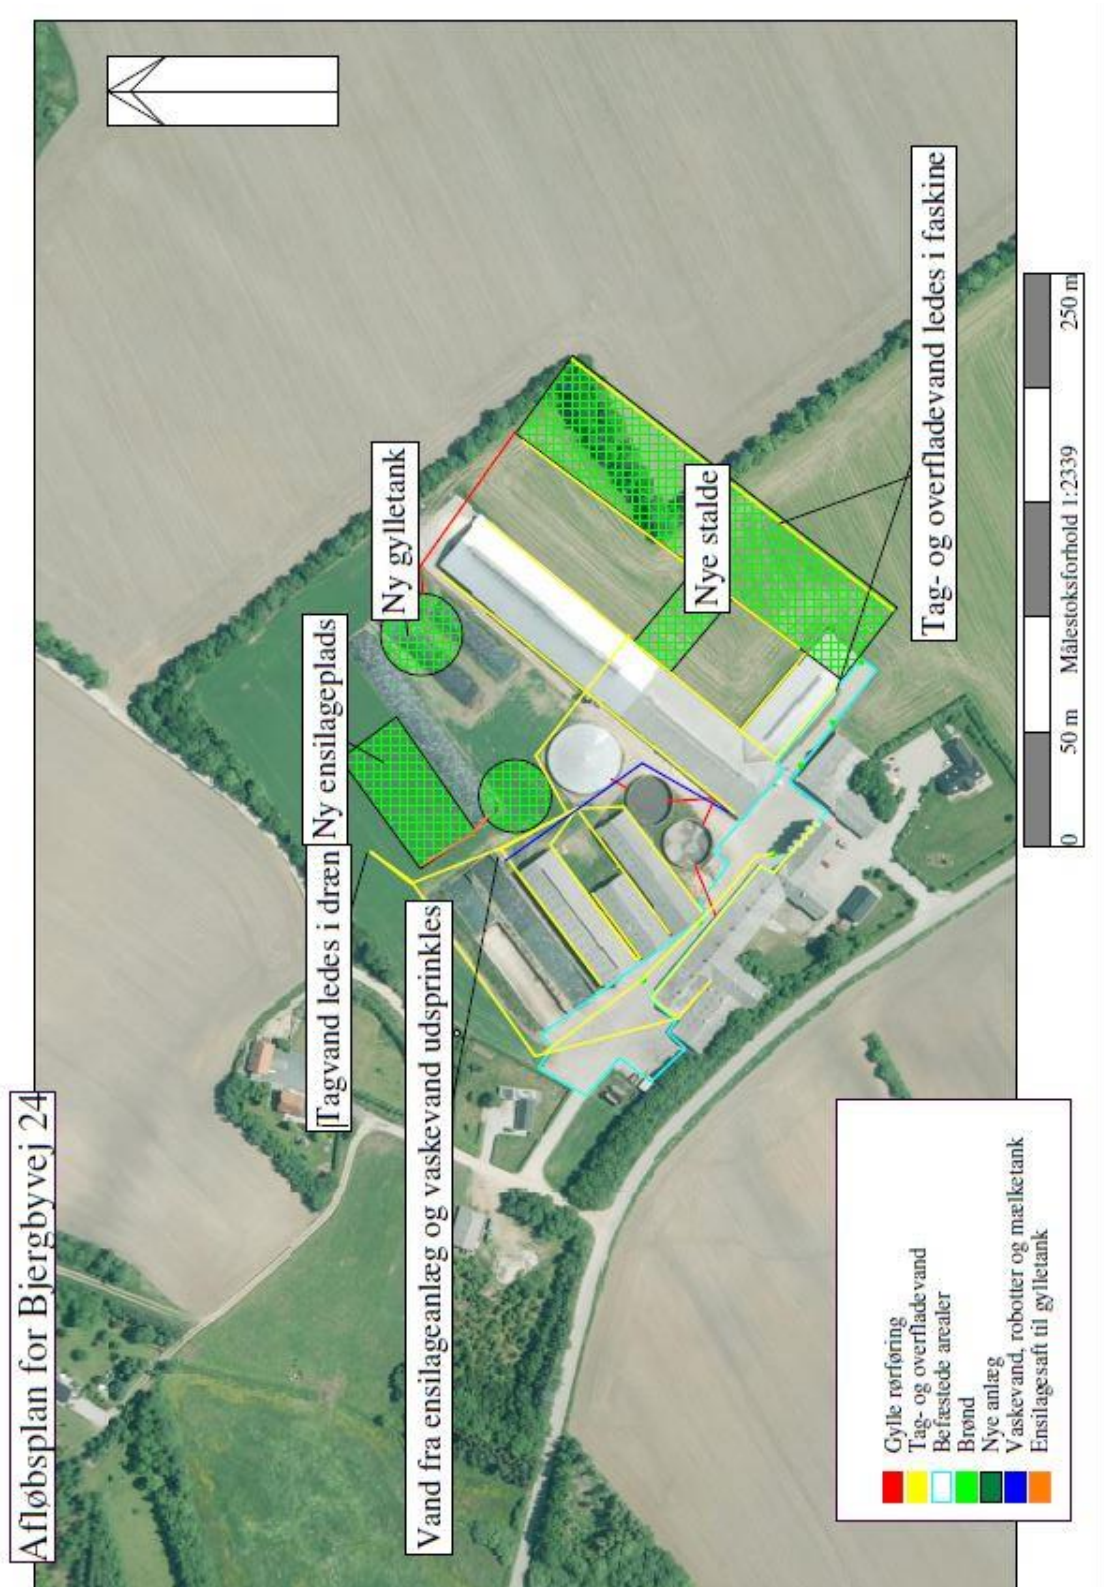 Afløbsplan for Bjergbyvej 24
Tagvand ledes i dræn
Ny ensilageplads
Ny gylletank
Vand fra ensilageanlæg og vaskevand udsprinkles
Nye stalde
Tag- og overfladevand ledes i faskine
Gylle rørføring
Tag- og overfladevand
Befæstede arealer
Brønd
Nye anlæg
Vaskevand, robotter og mælketank
Ensilagesaft til gylletank
0 50 m Målestoksforhold 1:2339 250 m